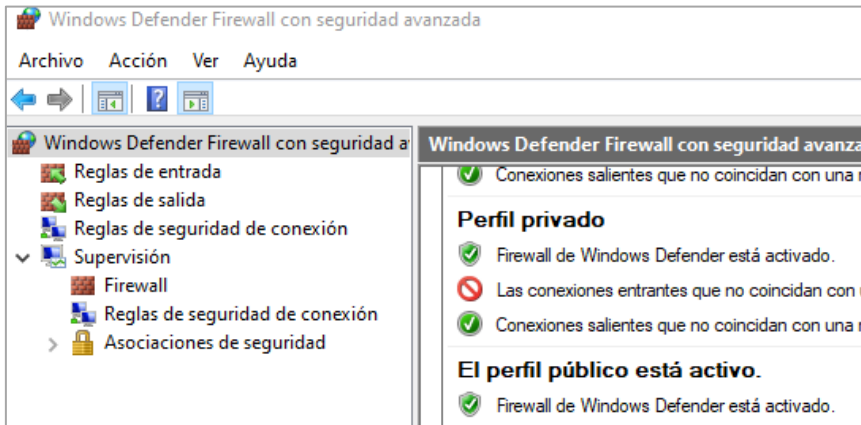 Windows Defender Firewall con seguridad avanzada
Archivo Acción Ver Ayuda
Windows Defender Firewall con seguridad a
Reglas de entrada
Reglas de salida
Reglas de seguridad de conexión
Supervisión
Firewall
Reglas de seguridad de conexión
Asociaciones de seguridad
Windows Defender Firewall con seguridad avanza
Conexiones salientes que no coincidan con una
Perfil privado
Firewall de Windows Defender está activado.
Las conexiones entrantes que no coincidan con
Conexiones salientes que no coincidan con una
El perfil público está activo.
Firewall de Windows Defender está activado.